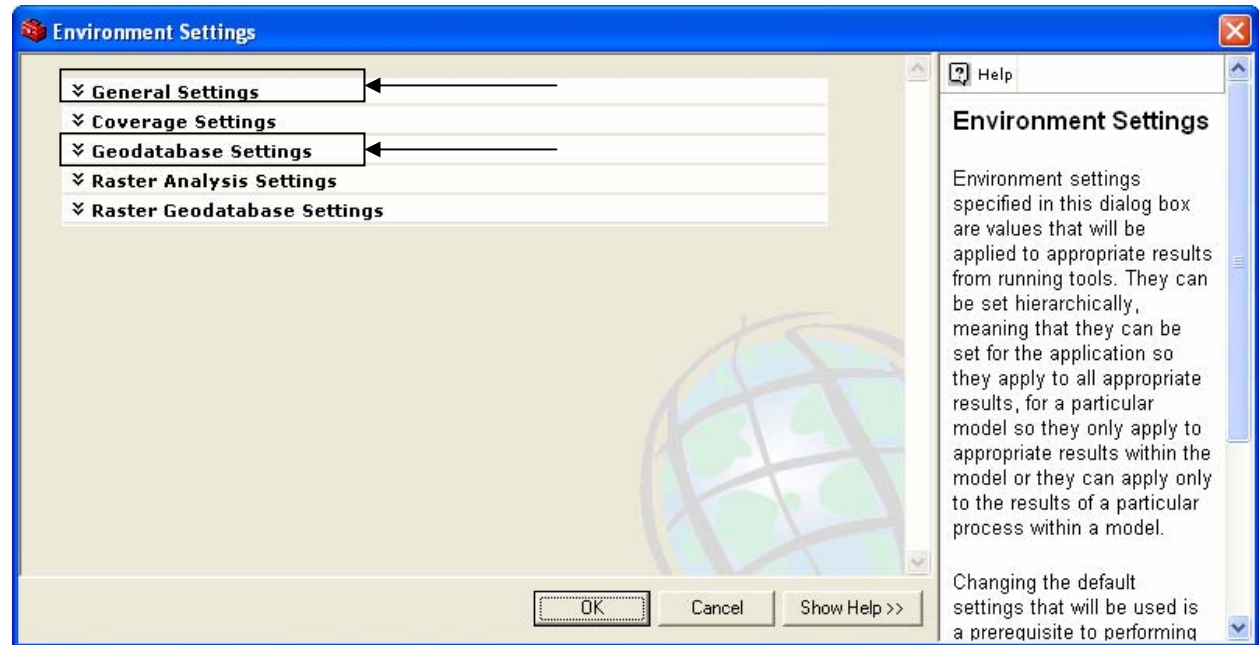 Environment Settings
General Settings
Coverage Settings
Geodatabase Settings
Raster Analysis Settings
Raster Geodatabase Settings
OK
Cancel
Show Help >>
Help
Environment Settings
Environment settings
specified in this dialog box
are values that will be
applied to appropriate results
from running tools. They can
be set hierarchically,
meaning that they can be
set for the application so
they apply to all appropriate
results, for a particular
model so they only apply to
appropriate results within the
model or they can apply only
to the results of a particular
process within a model.
Changing the default
settings that will be used is
a prerequisite to performing